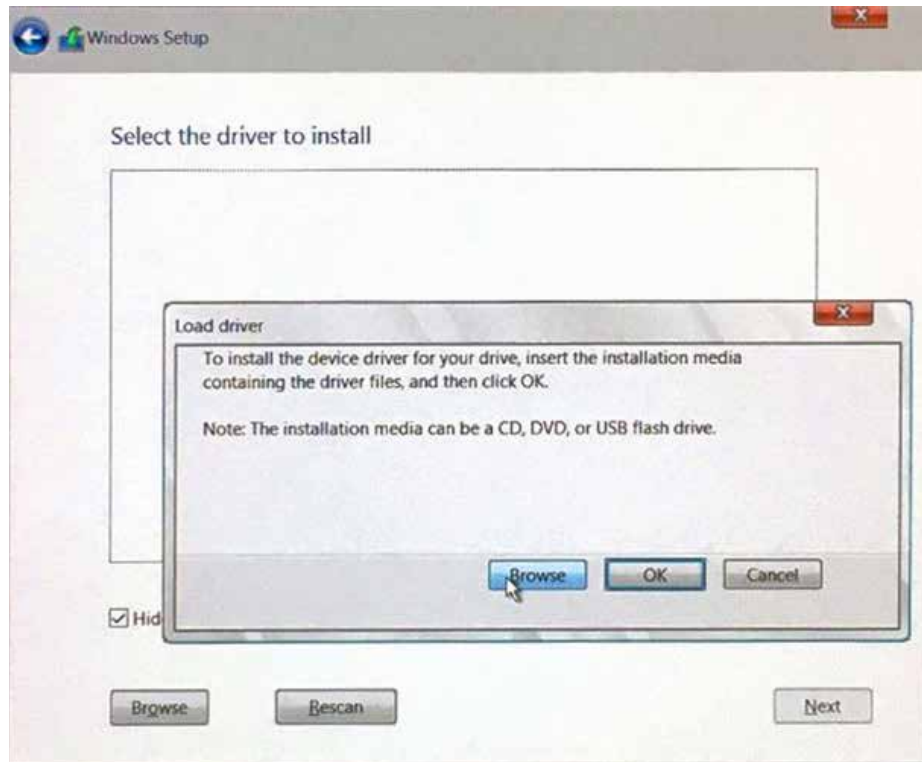 Windows Setup
Select the driver to install
Load driver
To install the device driver for your drive, insert the installation media
containing the driver files, and then click OK.
Note: The installation media can be a CD, DVD, or USB flash drive.
Browse OK Cancel
Hid
Browse Rescan Next